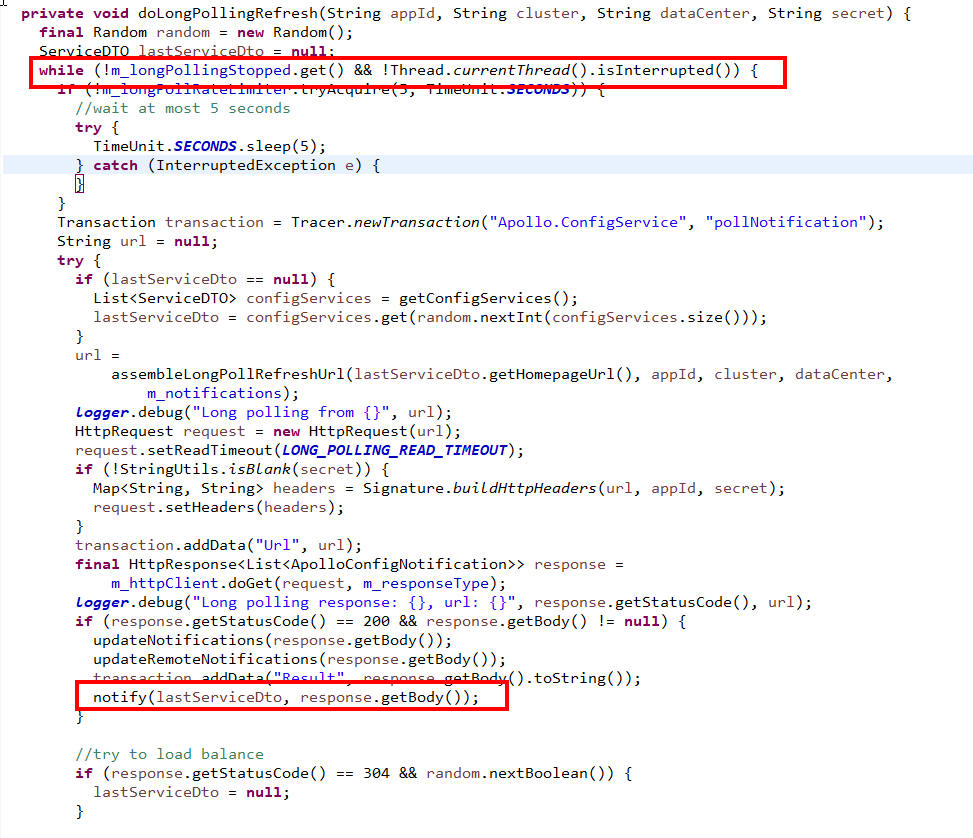 private void doLongPollingRefresh(String appId, String cluster, String dataCenter, String secret) {
final Random random = new Random();
ServiceDTO lastServiceDto = null;
while (!m_longPollingStopped.get() && !Thread.currentThread().isInterrupted()) {
if (!m_longPollRateLimiter.tryAcquire(5, TimeUnit.SECONDS)) {
//wait at most 5 seconds
try {
TimeUnit.SECONDS.sleep(5);
} catch (InterruptedException e) {
}
}
Transaction transaction = Tracer.newTransaction("Apollo.ConfigService", "pollNotification");
String url = null;
try {
if (lastServiceDto == null) {
List<ServiceDTO> configServices = getConfigServices();
lastServiceDto = configServices.get(random.nextInt(configServices.size()));
}
url =
assembleLongPollRefreshUrl(lastServiceDto.getHomepageUrl(), appId, cluster, dataCenter,
m_notifications);
logger.debug("Long polling from {}", url);
HttpRequest request = new HttpRequest(url);
request.setReadTimeout(LONG_POLLING_READ_TIMEOUT);
if (!StringUtils.isBlank(secret)) {
Map<String, String> headers = Signature.buildHttpHeaders(url, appId, secret);
request.setHeaders(headers);
}
transaction.addData("Url", url);
final HttpResponse<List<ApolloConfigNotification>> response =
m_httpClient.doGet(request, m_responseType);
logger.debug("Long polling response: {}, url: {}", response.getStatusCode(), url);
if (response.getStatusCode() == 200 && response.getBody() != null) {
updateNotifications(response.getBody());
updateRemoteNotifications(response.getBody());
transaction.addData("Result", response.getBody().toString());
notify(lastServiceDto, response.getBody());
}
//try to load balance
if (response.getStatusCode() == 304 && random.nextBoolean()) {
lastServiceDto = null;
}